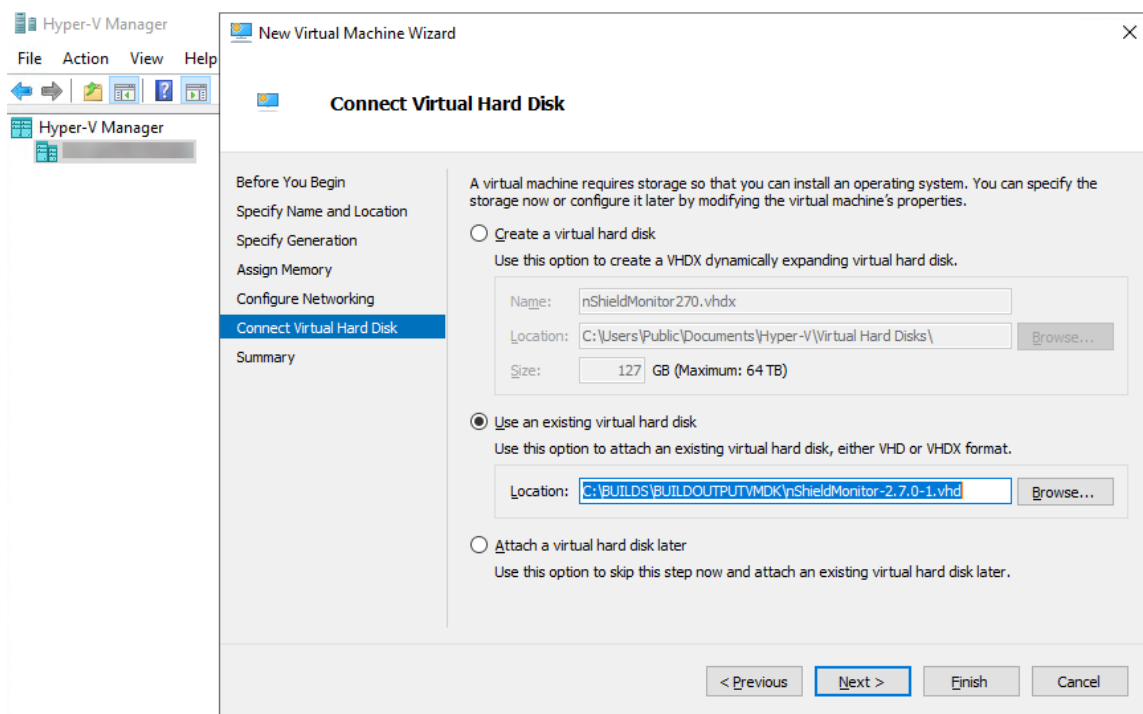 Hyper-V Manager
File Action View Help
Hyper-V Manager
New Virtual Machine Wizard
Connect Virtual Hard Disk
Before You Begin
Specify Name and Location
Specify Generation
Assign Memory
Configure Networking
Connect Virtual Hard Disk
Summary
A virtual machine requires storage so that you can install an operating system. You can specify the
storage now or configure it later by modifying the virtual machine's properties.
Create a virtual hard disk
Use this option to create a VHDX dynamically expanding virtual hard disk.
Name: nShieldMonitor270.vhdx
Location: C:\Users\Public\Documents\Hyper-V\Virtual Hard Disks\ Browse...
Size: 127 GB (Maximum: 64 TB)
Use an existing virtual hard disk
Use this option to attach an existing virtual hard disk, either VHD or VHDX format.
Location: C:\BUILDS\BUILDOUTPUTVMDK\nShieldMonitor-2.7.0-1.vhd Browse...
Attach a virtual hard disk later
Use this option to skip this step now and attach an existing virtual hard disk later.
< Previous Next > Finish Cancel